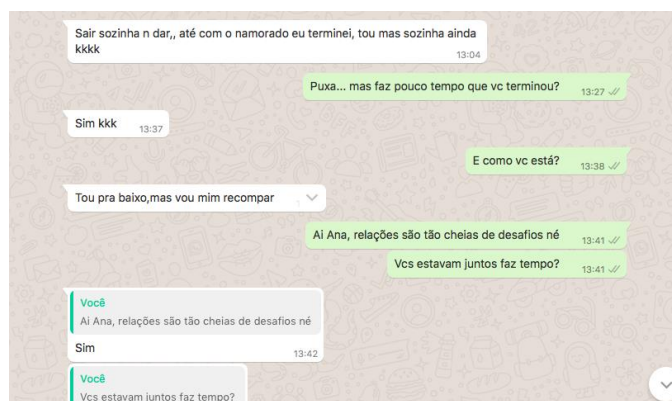 Sair sozinha n dar,, até com o namorado eu terminei, tou mas sozinha ainda
kkkk
13:04
Puxa... mas faz pouco tempo que vc terminou?
13:27
Sim kkk
13:37
E como vc está?
13:38
Tou pra baixo,mas vou mim recompar
Ai Ana, relações são tão cheias de desafios né
13:41
Vcs estavam juntos faz tempo?
13:41
Você
Ai Ana, relações são tão cheias de desafios né
Sim
13:42
Você
Vcs estavam juntos faz tempo?